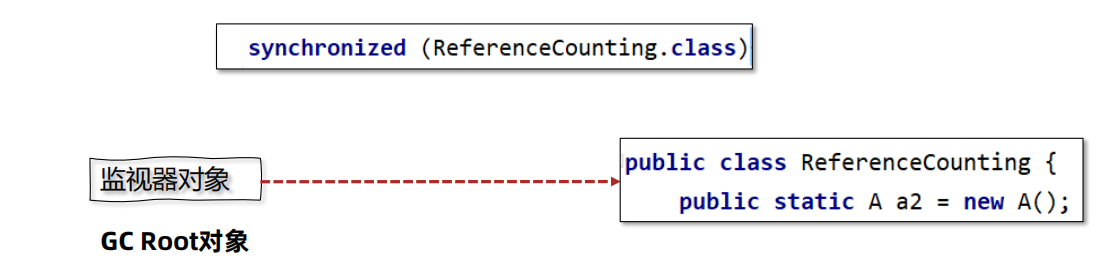 synchronized (ReferenceCounting.class)
监视器对象
public class ReferenceCounting {
public static A a2 = new A();
GC Root对象